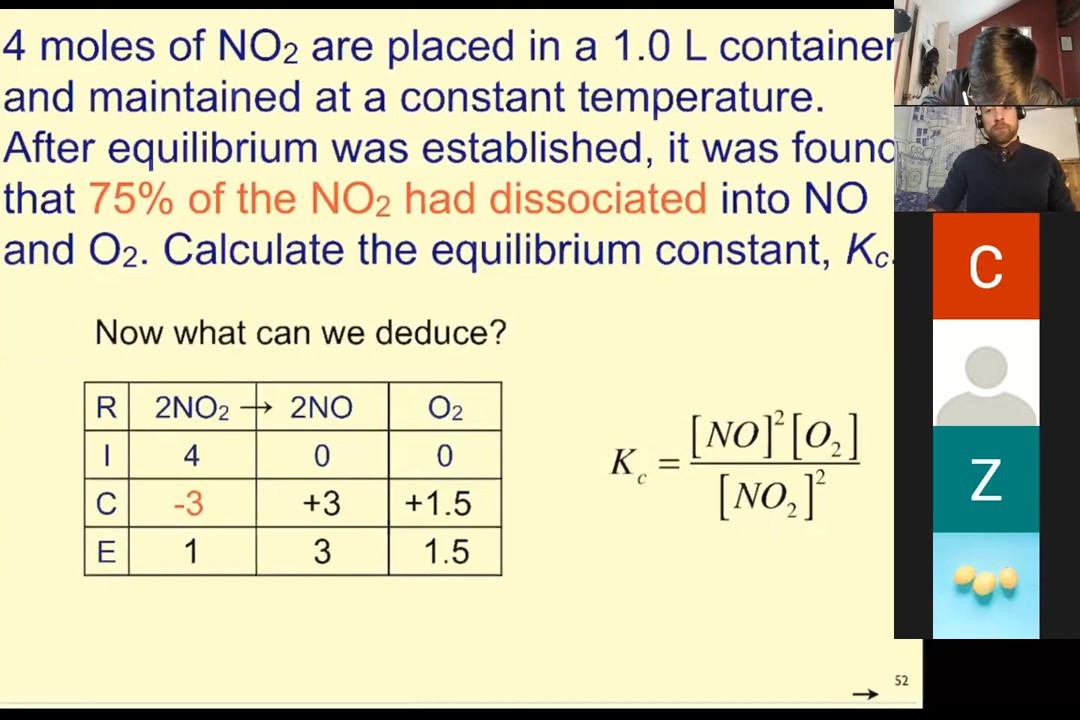 4 moles of NO₂ are placed in a 1.0 L container
and maintained at a constant temperature.
After equilibrium was established, it was found
that 75% of the NO₂ had dissociated into NO
and O₂. Calculate the equilibrium constant, Kc.
Now what can we deduce?
R 2NO₂ → 2NO O₂
I 4 0 0
C -3 +3 +1.5
E 1 3 1.5
K_c = [NO]²[O₂] / [NO₂]²
C
Z
→ 52